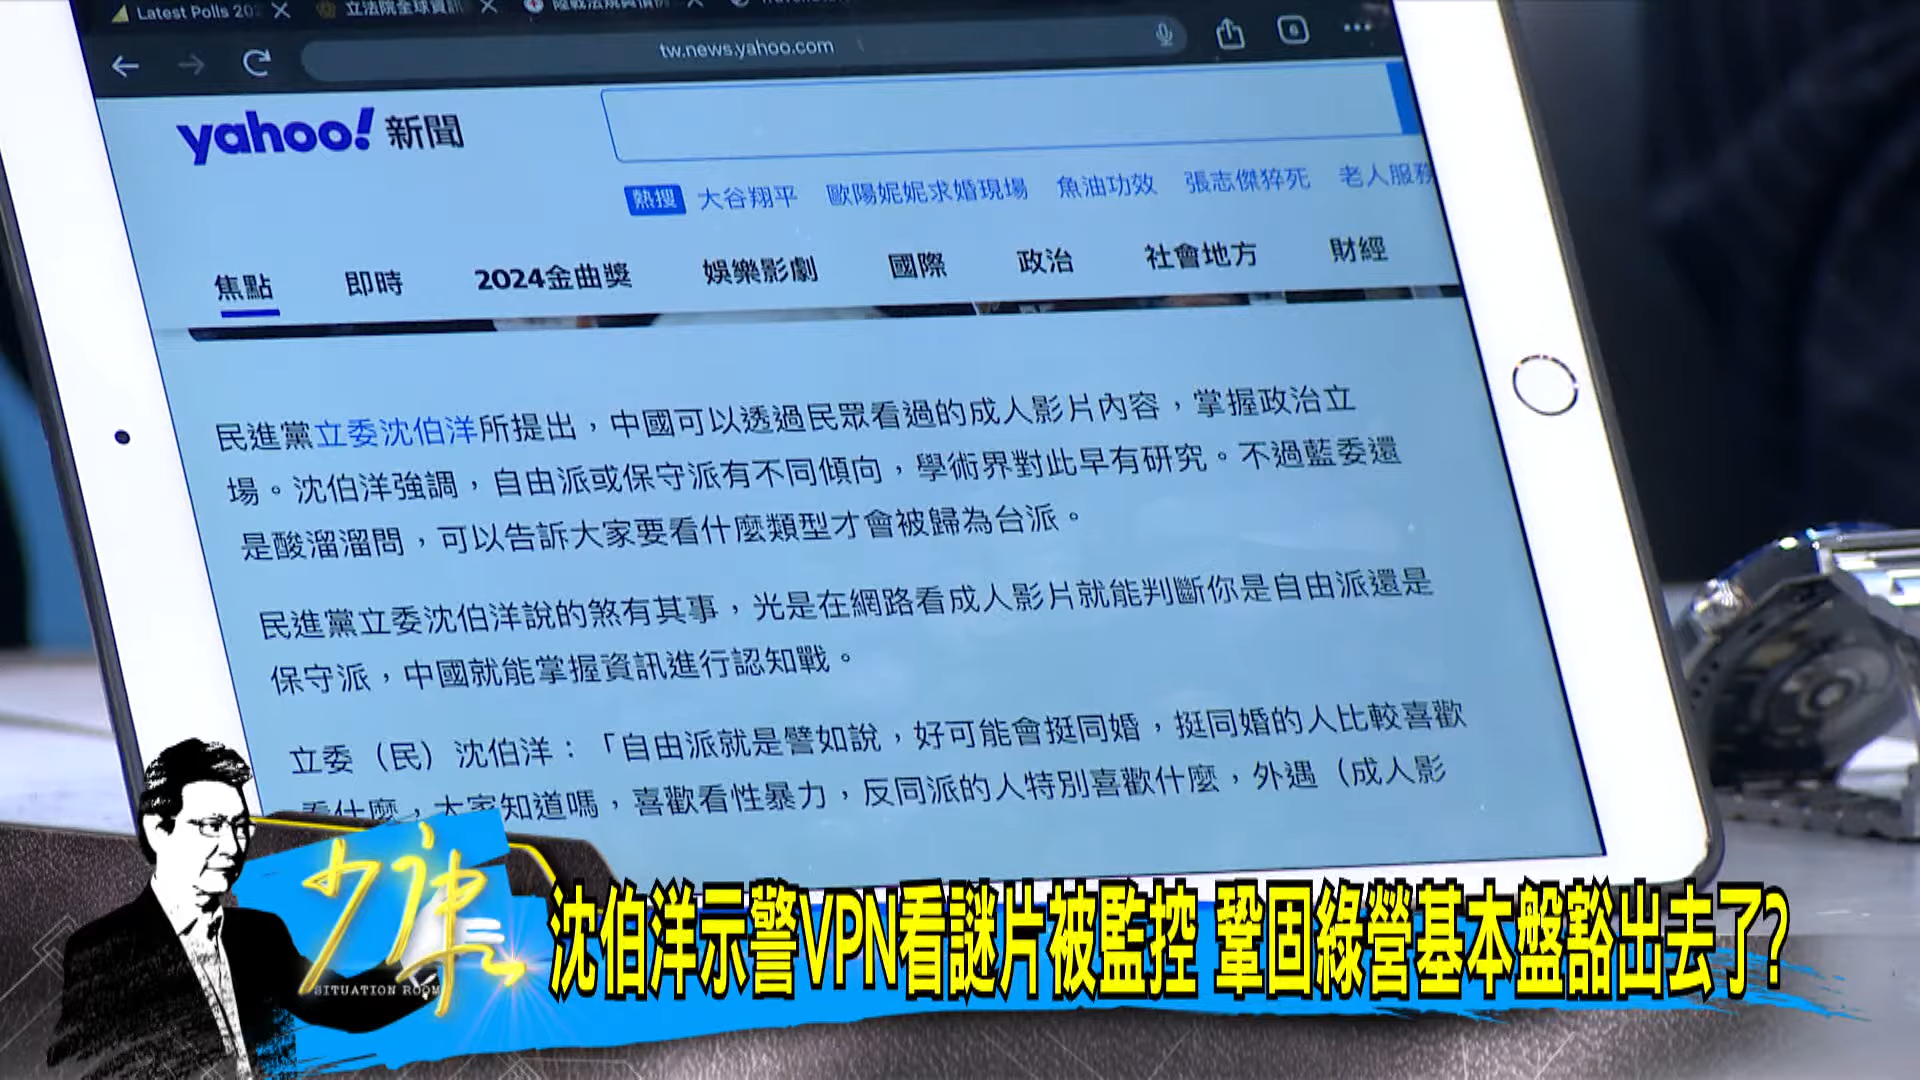 Latest Polls 20
立法院全球資訊
tw.news.yahoo.com
yahoo! 新聞
熱搜 大谷翔平 歐陽妮妮求婚現場 魚油功效 張志傑猝死 老人服務
焦點 即時 2024金曲獎 娛樂影劇 國際 政治 社會地方 財經
民進黨立委沈伯洋所提出，中國可以透過民眾看過的成人影片內容，掌握政治立
場。沈伯洋強調，自由派或保守派有不同傾向，學術界對此早有研究。不過藍委還
是酸溜溜問，可以告訴大家要看什麼類型才會被歸為台派。
民進黨立委沈伯洋說的煞有其事，光是在網路看成人影片就能判斷你是自由派還是
保守派，中國就能掌握資訊進行認知戰。
立委（民）沈伯洋：「自由派就是譬如說，好可能會挺同婚，挺同婚的人比較喜歡
看什麼，大家知道嗎，喜歡看性暴力，反同派的人特別喜歡什麼，外遇（成人影
少康
SITUATION ROOM
沈伯洋示警VPN看謎片被監控 鞏固綠營基本盤豁出去了?